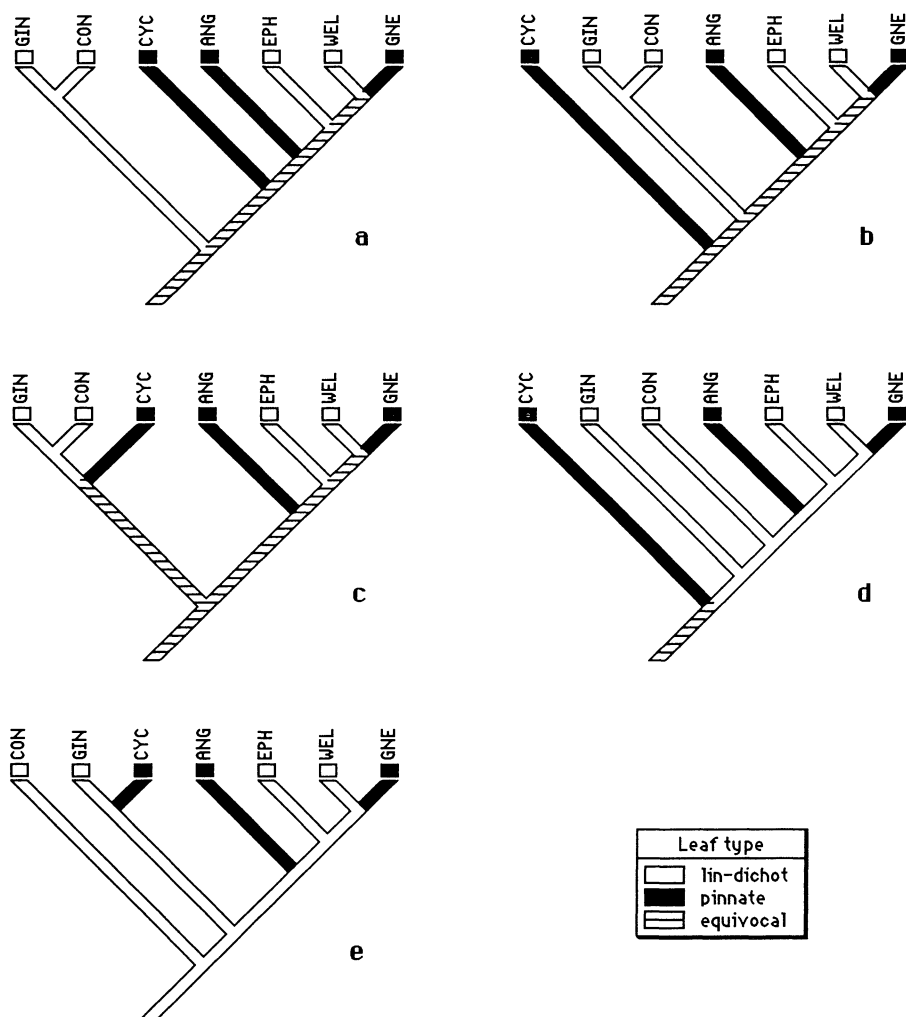 GIN CON CYC ANG EPH WEL GNE
a
CYC GIN CON ANG EPH WEL GNE
b
GIN CON CYC ANG EPH WEL GNE
c
CYC GIN CON ANG EPH WEL GNE
d
CON GIN CYC ANG EPH WEL GNE
e
Leaf type
lin-dichot
pinnate
equivocal